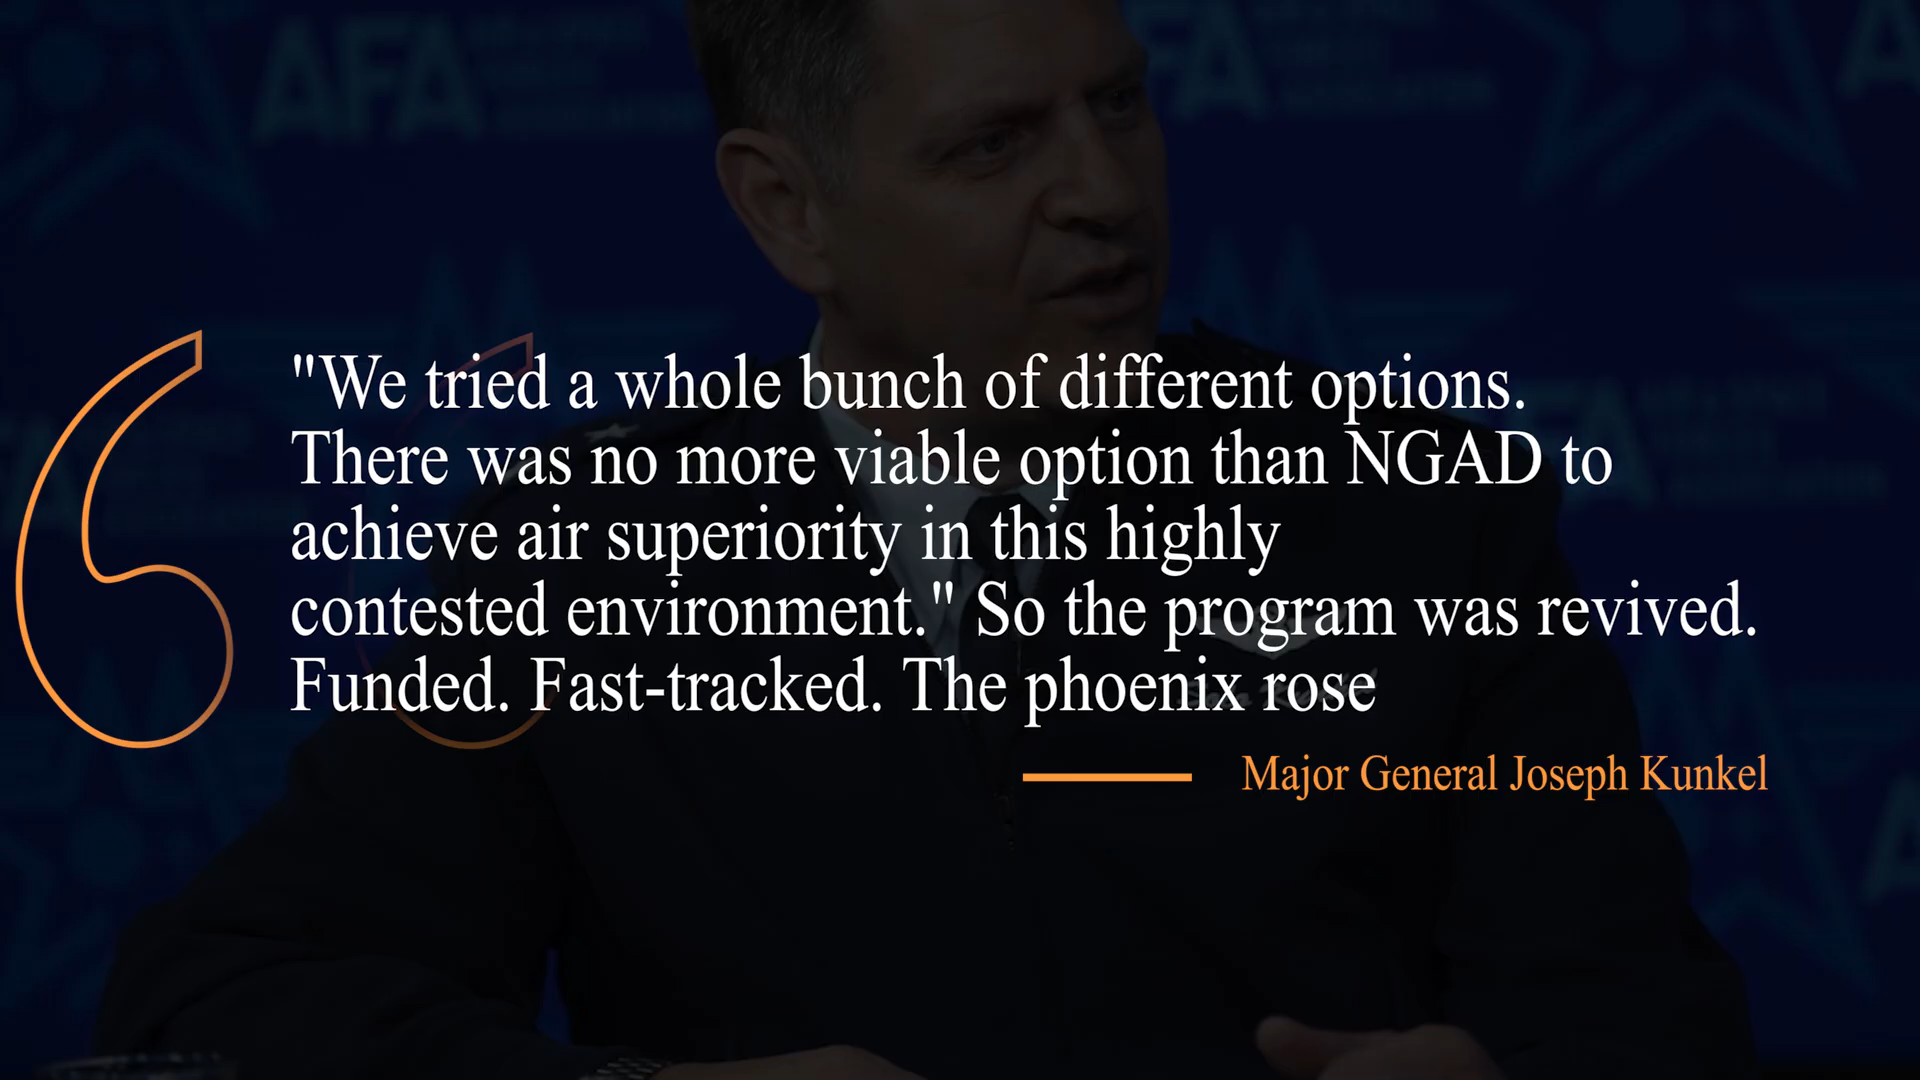 AFA
AFA
"We tried a whole bunch of different options.
There was no more viable option than NGAD to
achieve air superiority in this highly
contested environment." So the program was revived.
Funded. Fast-tracked. The phoenix rose
Major General Joseph Kunkel